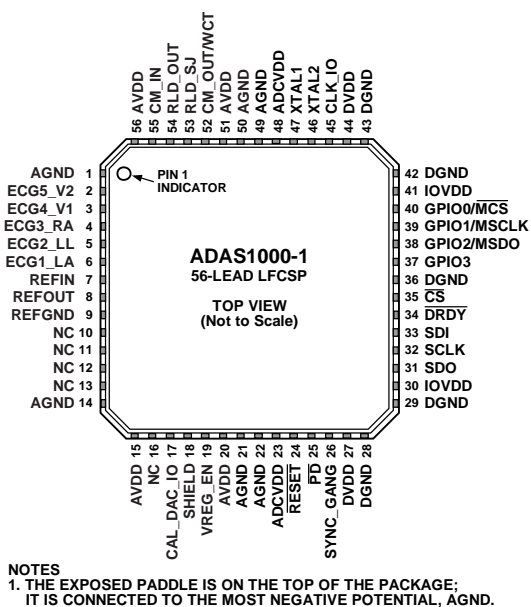 56 AVDD
55 CM_IN
54 RLD_OUT
53 RLD_SJ
52 CM_OUT/WCT
51 AVDD
50 AGND
49 AGND
48 ADCVDD
47 XTAL1
46 XTAL2
45 CLK_IO
44 DVDD
43 DGND
AGND 1
ECG5_V2 2
ECG4_V1 3
ECG3_RA 4
ECG2_LL 5
ECG1_LA 6
REFIN 7
REFOUT 8
REFGND 9
NC 10
NC 11
NC 12
NC 13
AGND 14
PIN 1
INDICATOR
ADAS1000-1
56-LEAD LFCSP
TOP VIEW
(Not to Scale)
42 DGND
41 IOVDD
40 GPIO0/MCS
39 GPIO1/MSCLK
38 GPIO2/MSDO
37 GPIO3
36 DGND
35 CS
34 DRDY
33 SDI
32 SCLK
31 SDO
30 IOVDD
29 DGND
AVDD 15
NC 16
CAL_DAC_IO 17
SHIELD 18
VREG_EN 19
AVDD 20
AGND 21
AGND 22
ADCVDD 23
RESET 24
PD 25
SYNC_GANG 26
DVDD 27
DGND 28
NOTES
1. THE EXPOSED PADDLE IS ON THE TOP OF THE PACKAGE;
IT IS CONNECTED TO THE MOST NEGATIVE POTENTIAL, AGND.